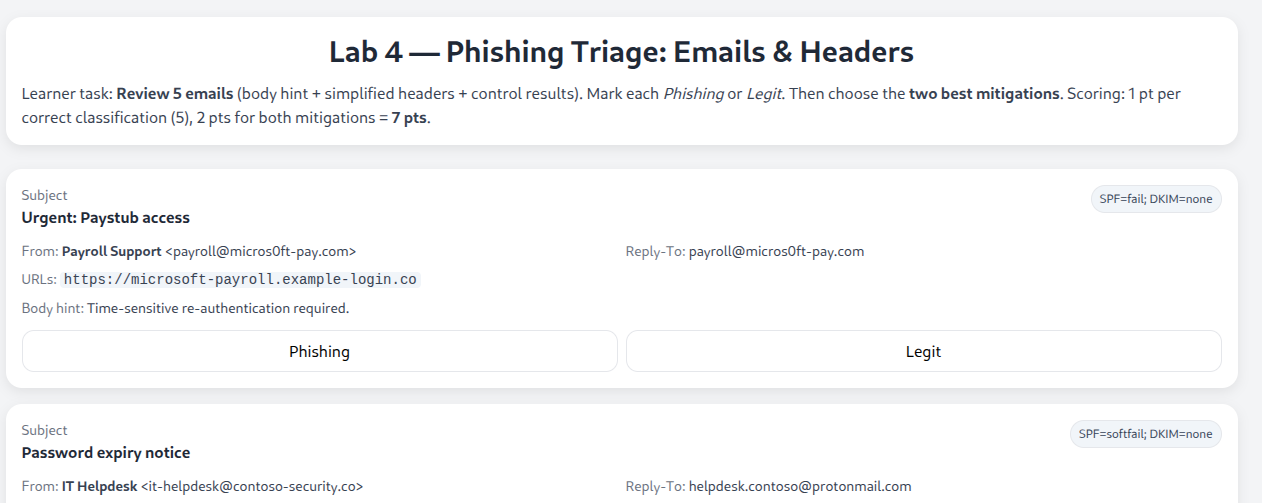 Lab 4 — Phishing Triage: Emails & Headers
Learner task: Review 5 emails (body hint + simplified headers + control results). Mark each Phishing or Legit. Then choose the two best mitigations. Scoring: 1 pt per
correct classification (5), 2 pts for both mitigations = 7 pts.
Subject
SPF=fail; DKIM=none
Urgent: Paystub access
From: Payroll Support <payroll@micros0ft-pay.com>
Reply-To: payroll@micros0ft-pay.com
URLs: https://microsoft-payroll.example-login.co
Body hint: Time-sensitive re-authentication required.
Phishing
Legit
Subject
SPF=softfail; DKIM=none
Password expiry notice
From: IT Helpdesk <it-helpdesk@contoso-security.co>
Reply-To: helpdesk.contoso@protonmail.com